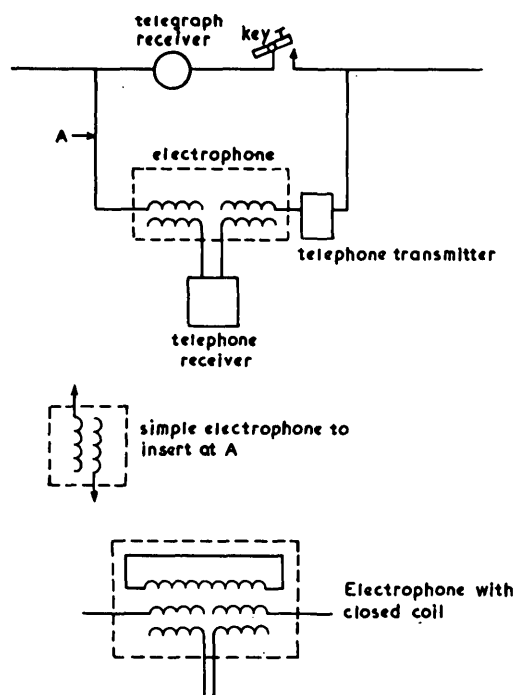 telegraph
receiver
key
A
electrophone
telephone transmitter
telephone
receiver
simple electrophone to
insert at A
Electrophone with
closed coil